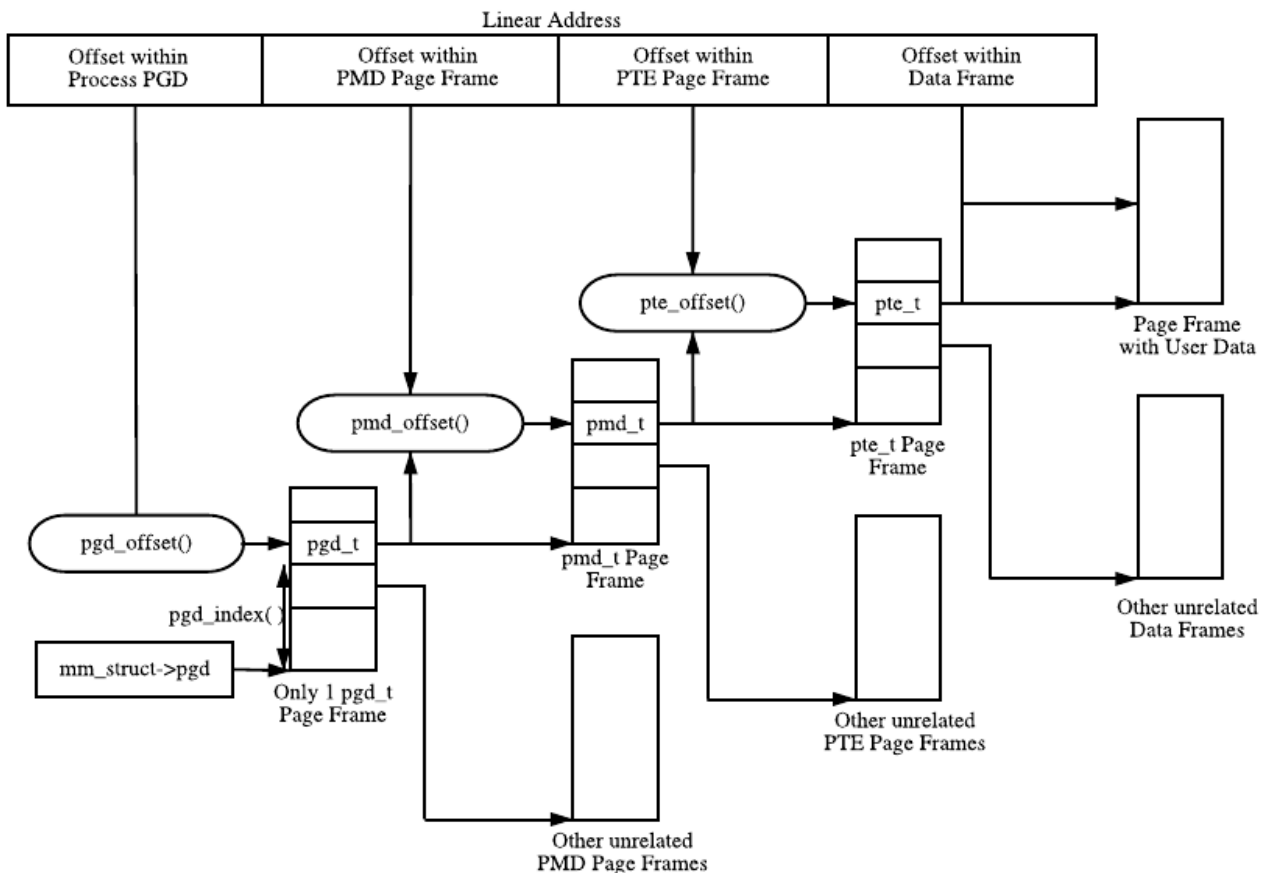 Linear Address
Offset within
Process PGD
Offset within
PMD Page Frame
Offset within
PTE Page Frame
Offset within
Data Frame
pte_offset()
pte_t
Page Frame
with User Data
pmd_offset()
pmd_t
pte_t Page
Frame
pgd_offset()
pgd_t
pmd_t Page
Frame
pgd_index( )
Other unrelated
Data Frames
mm_struct->pgd
Only 1 pgd_t
Page Frame
Other unrelated
PTE Page Frames
Other unrelated
PMD Page Frames